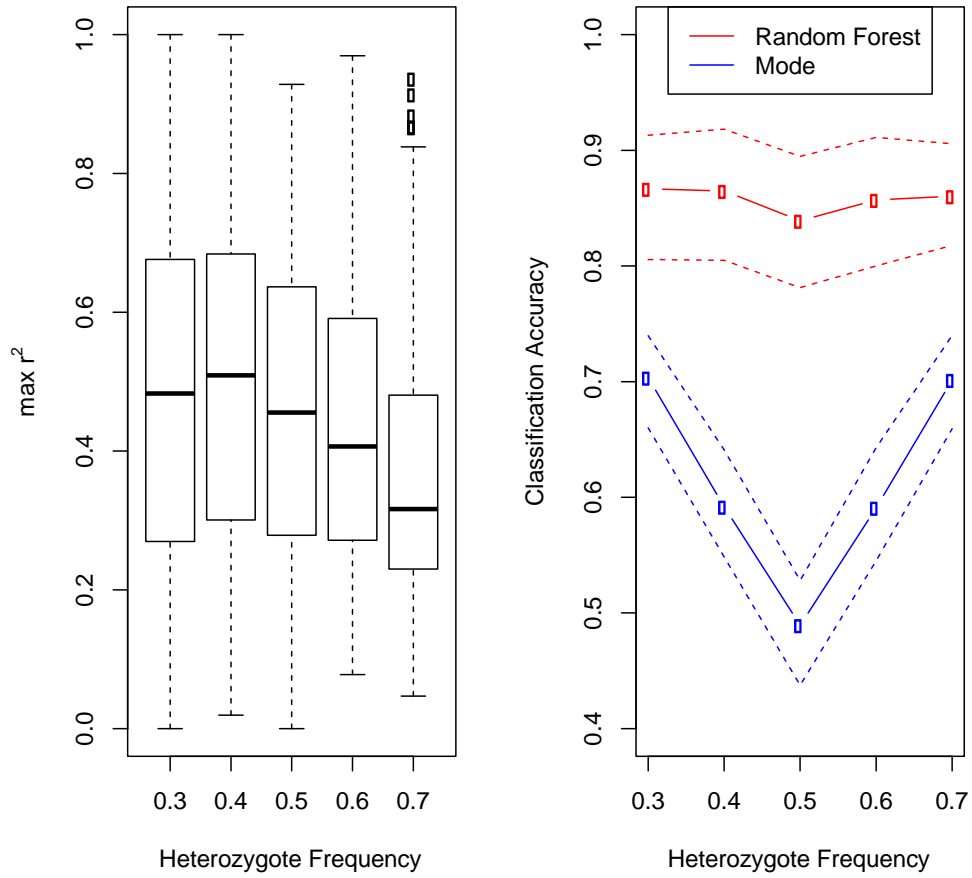 max r²
1.0
0.8
0.6
0.4
0.2
0.0
0.3 0.4 0.5 0.6 0.7
Heterozygote Frequency
Random Forest
Mode
Classification Accuracy
1.0
0.9
0.8
0.7
0.6
0.5
0.4
0.3 0.4 0.5 0.6 0.7
Heterozygote Frequency